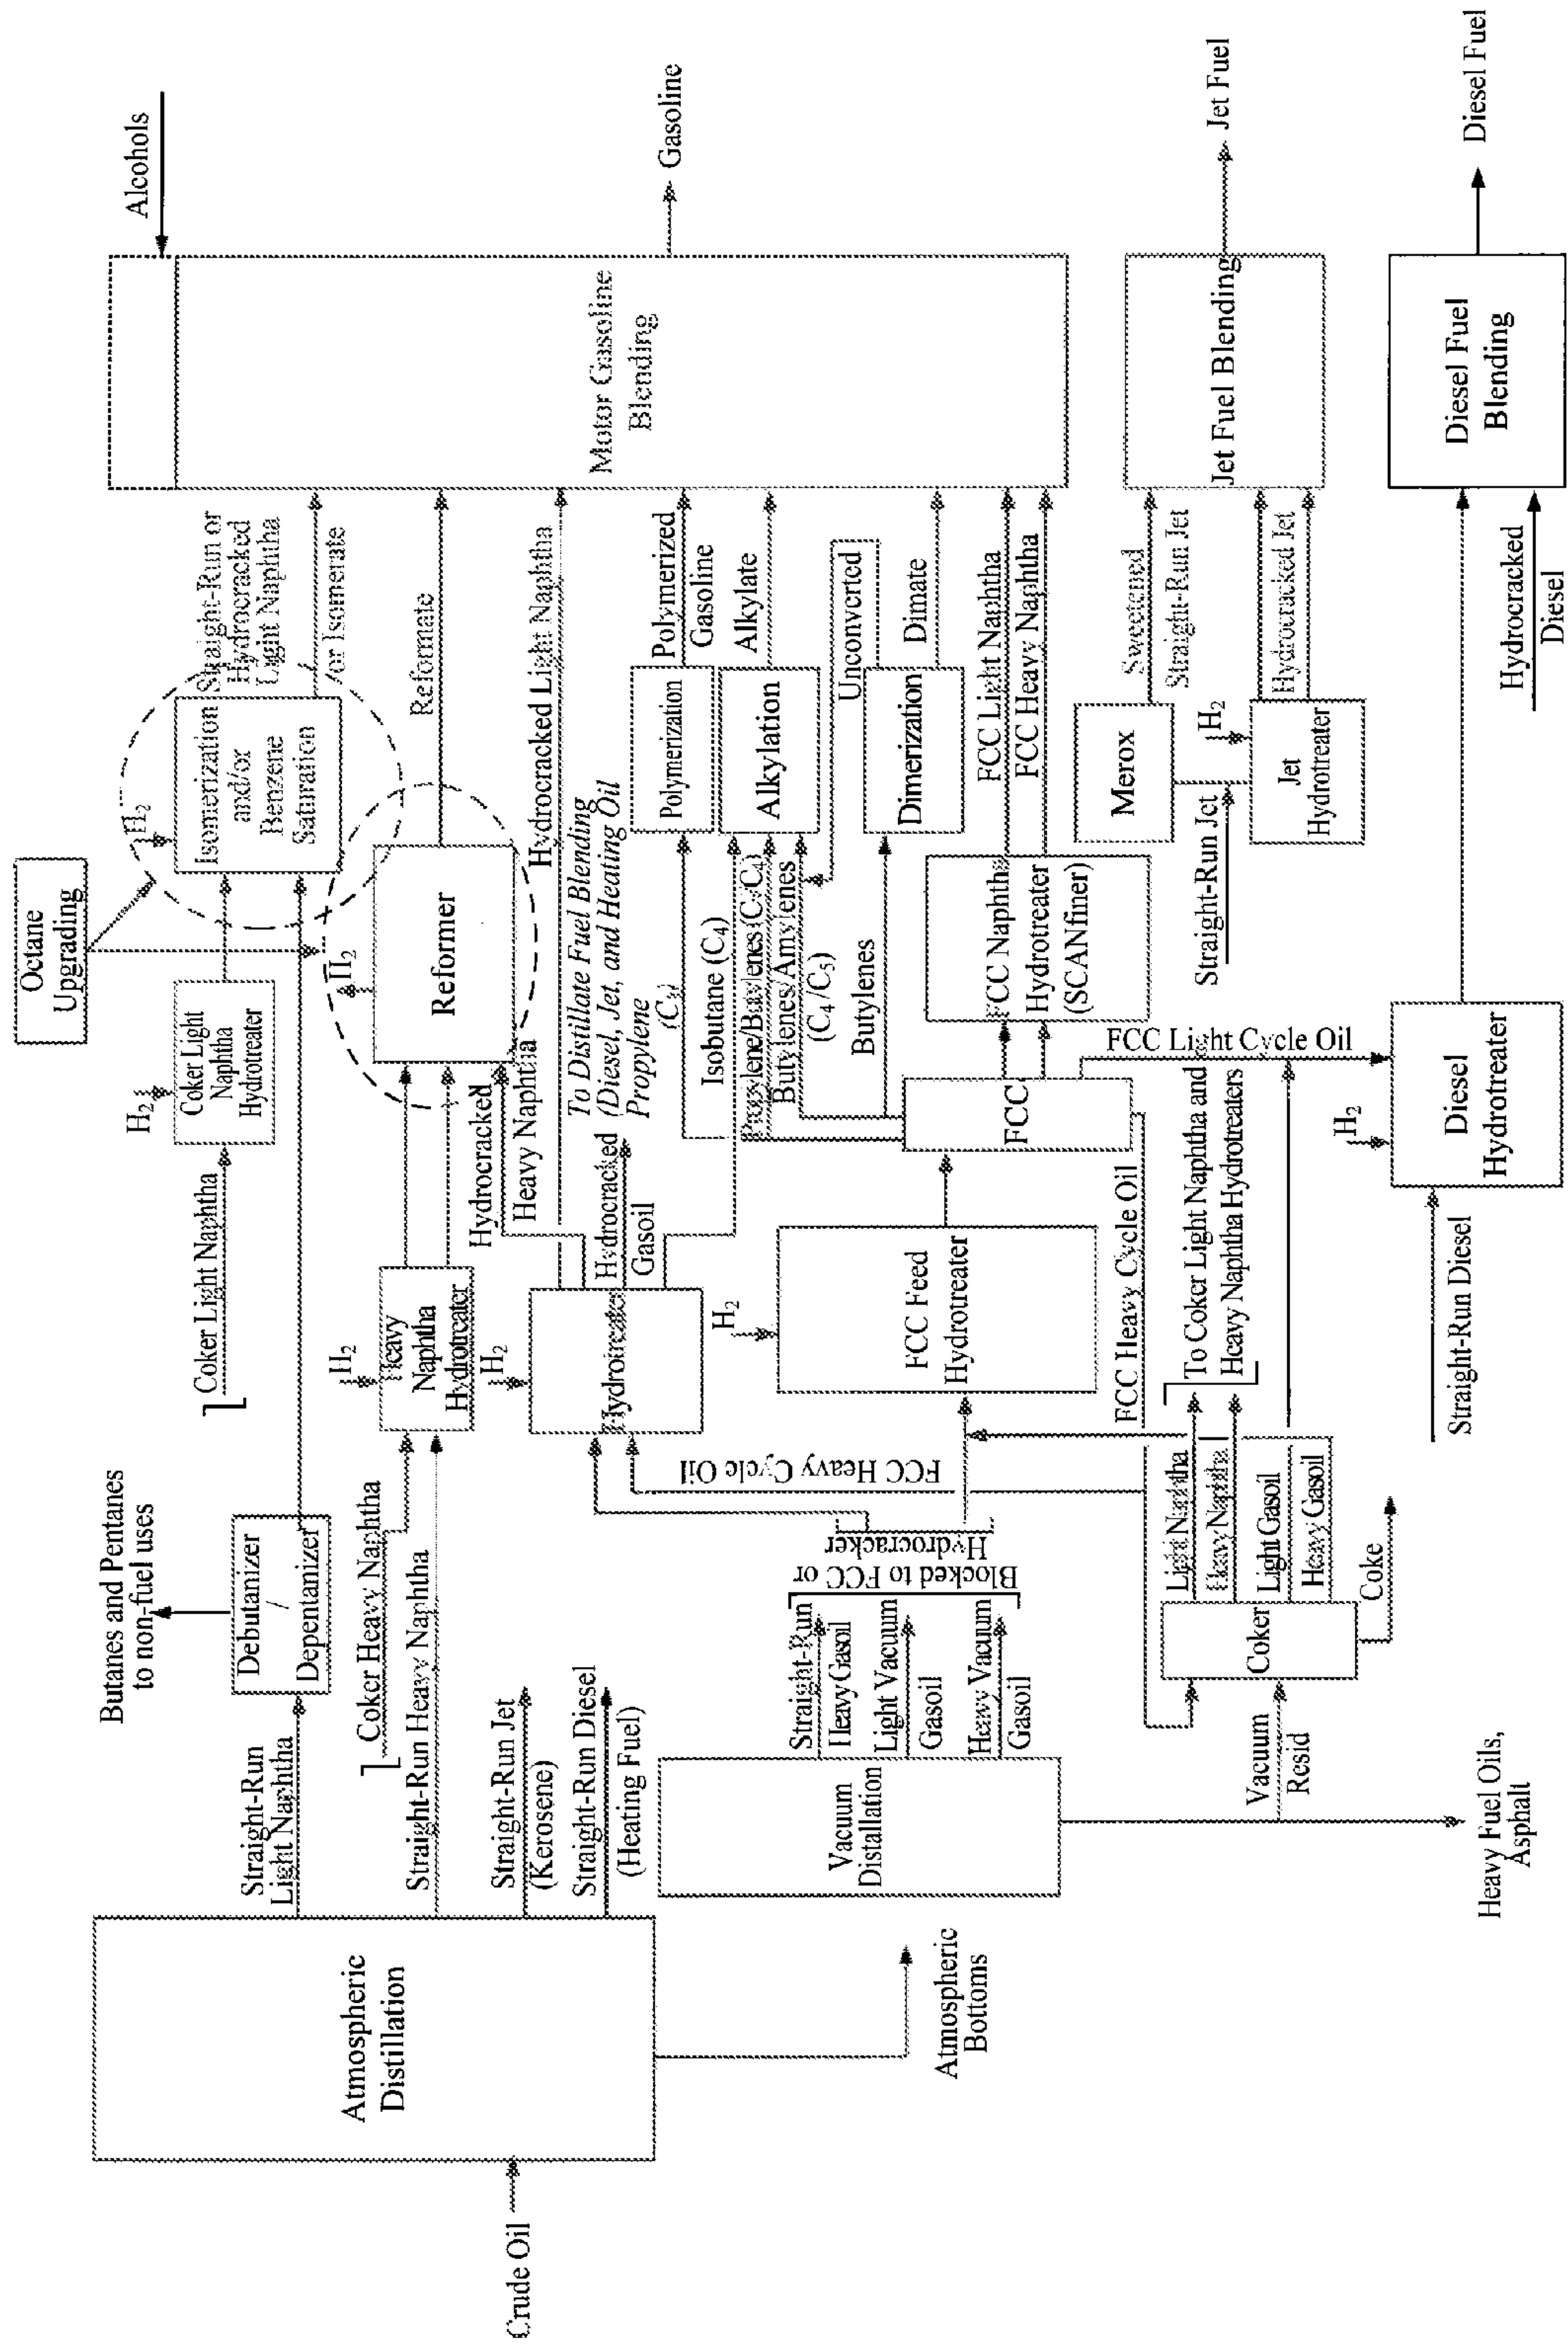 Crude Oil
Atmospheric
Distillation
Atmospheric
Bottoms
Straight-Run
Light Naphtha
Straight-Run Heavy Naphtha
Straight-Run Jet
(Kerosene)
Straight-Run Diesel
(Heating Fuel)
Butanes and Pentanes
to non-fuel uses
Debutanizer
/
Depentanizer
Coker Heavy Naphtha
Coker Light Naphtha
H2
Coker Light
Naphtha
Hydrotreater
Octane
Upgrading
H2
Isomerization
and/or
Benzene
Saturation
Straight-Run or
Hydrocracked
Light Naphtha
/or Isomerate
H2
Heavy
Naphtha
Hydrotreater
H2
Reformer
Reformate
Hydrocracked
Heavy Naphtha
H2
Hydrotreater
Hydrocracked Light Naphtha
Hydrocracked
Gasoil
To Distillate Fuel Blending
(Diesel, Jet, and Heating Oil
Propylene
(C3)
Isobutane (C4)
Propylene/Butylenes (C3/C4)
Butylenes/Amylenes
(C4/C5)
Butylenes
Polymerization
Polymerized
Gasoline
Alkylation
Alkylate
Unconverted
Dimerization
Dimate
Vacuum
Distallation
Straight-Run
Heavy Gasoil
Light Vacuum
Gasoil
Heavy Vacuum
Gasoil
Blocked to FCC or
Hydrocracker
FCC Heavy Cycle Oil
H2
FCC Feed
Hydrotreater
FCC
FCC Heavy Cycle Oil
FCC Naphtha
Hydrotreater
(SCANfiner)
FCC Light Naphtha
FCC Heavy Naphtha
FCC Light Cycle Oil
Vacuum
Resid
Heavy Fuel Oils,
Asphalt
Coker
Light Naphtha
Heavy Naphtha
Light Gasoil
Heavy Gasoil
Coke
To Coker Light Naphtha and
Heavy Naphtha Hydrotreaters
Straight-Run Jet
Merox
Sweetened
Straight-Run Jet
H2
Jet
Hydrotreater
Hydrocracked Jet
Straight-Run Diesel
H2
Diesel
Hydrotreater
Hydrocracked
Diesel
Alcohols
Motor Gasoline
Blending
Gasoline
Jet Fuel Blending
Jet Fuel
Diesel Fuel
Blending
Diesel Fuel